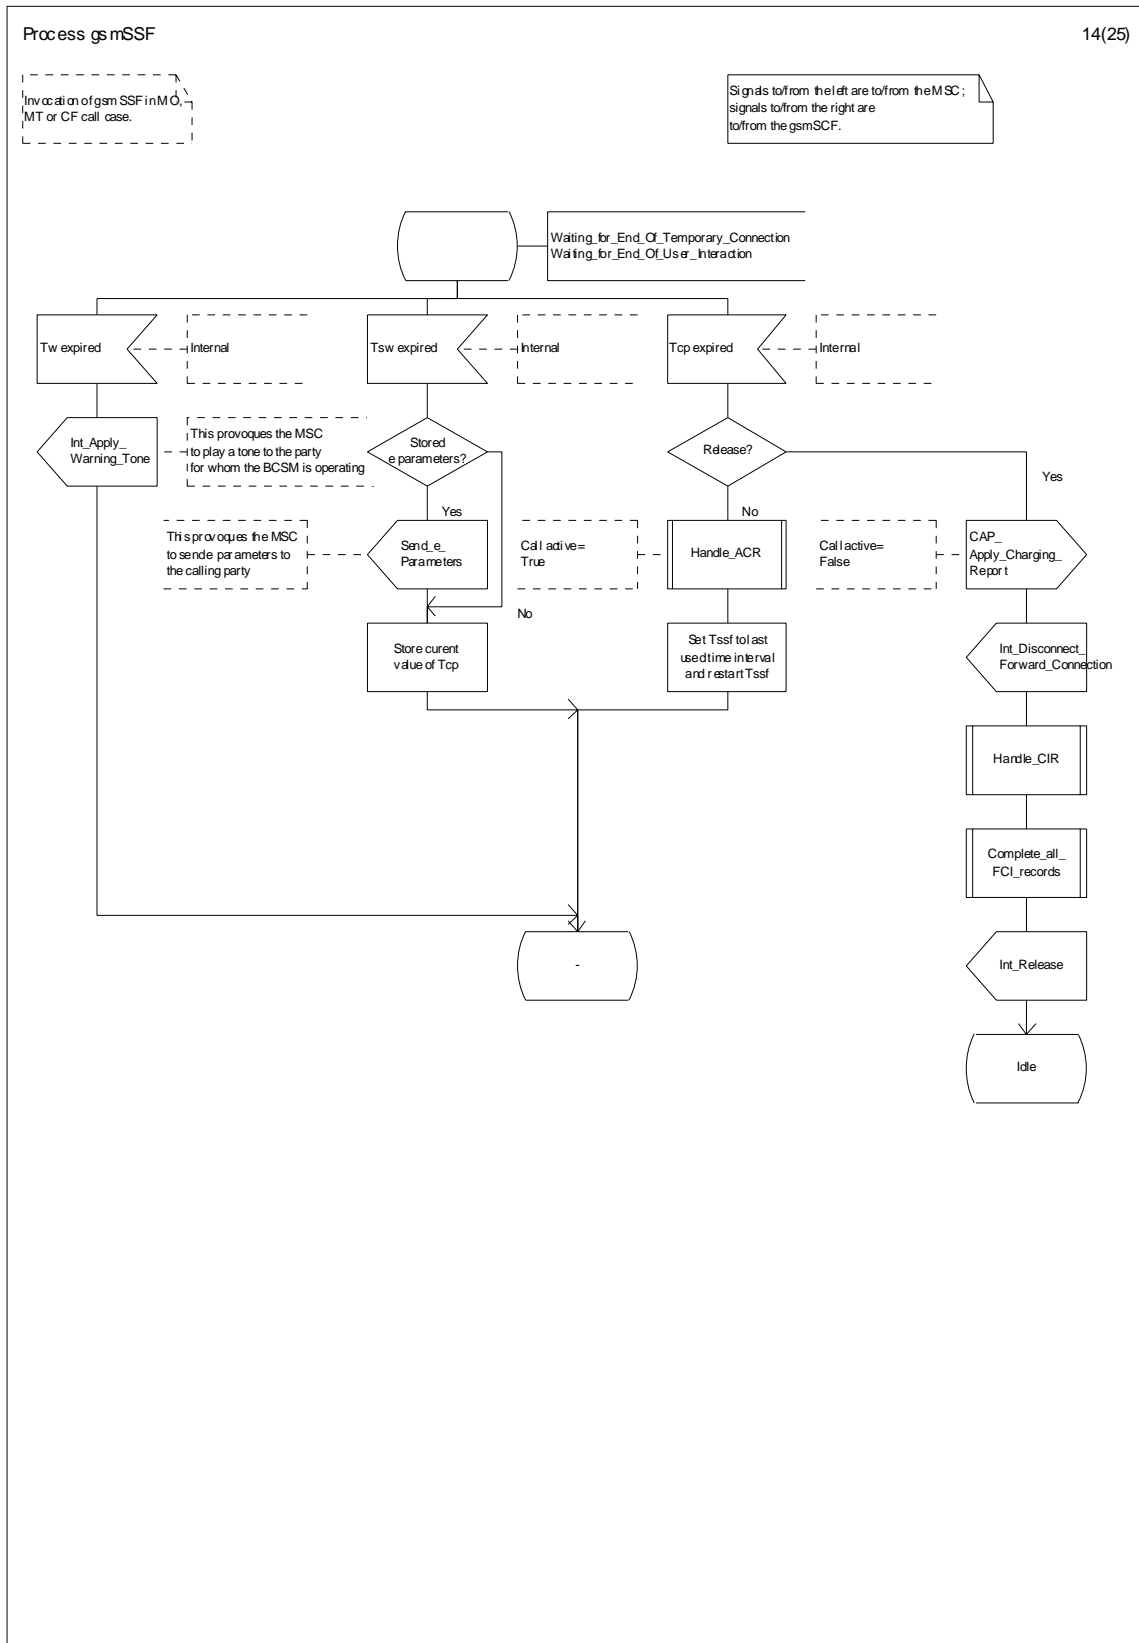 Process gsmSSF
14(25)
Invocation of gsmSSF in MO,
MT or CF call case.
Signals to/from the left are to/from the MSC;
signals to/from the right are
to/from the gsmSCF.
Waiting_for_End_Of_Temporary_Connection
Waiting_for_End_Of_User_Interaction
Tw expired
Internal
Tsw expired
Internal
Tcp expired
Internal
Int_Apply_
Warning_Tone
This provoques the MSC
to play a tone to the party
for whom the BCSM is operating
Stored
e parameters?
Release?
Yes
Yes
No
This provoques the MSC
to send e parameters to
the calling party
Send_e_
Parameters
Call active=
True
Handle_ACR
Call active=
False
CAP_
Apply_Charging_
Report
No
Store curent
value of Tcp
Set Tssf to last
used time interval
and restart Tssf
Int_Disconnect_
Forward_Connection
Handle_CIR
Complete_all_
FCI_records
-
Int_Release
Idle